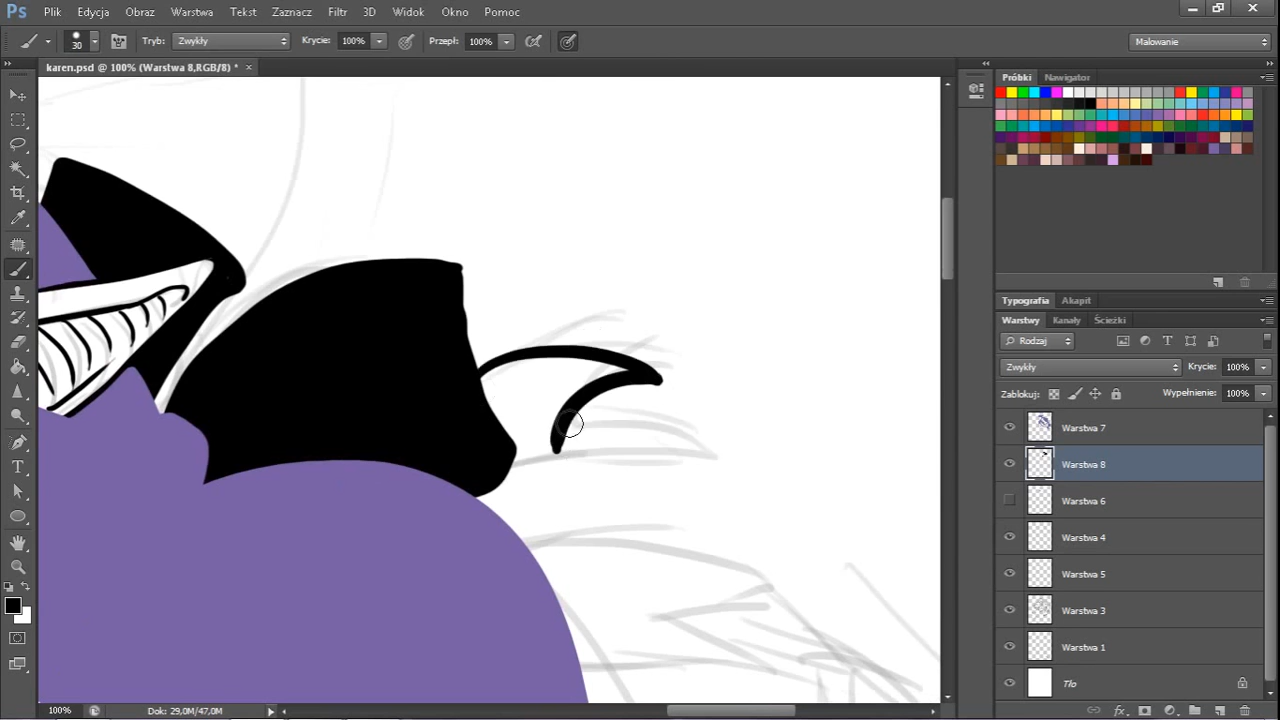 Ps Plik Edycja Obraz Warstwa Tekst Zaznacz Filtr 3D Widok Okno Pomoc
30 Tryb: Zwykły Krycie: 100% Przepł.: 100% Malowanie
karen.psd @ 100% (Warstwa 8,RGB/8) * ×
Próbki Nawigator
Typografia Akapit
Warstwy Kanały Ścieżki
Rodzaj
Zwykły Krycie: 100%
Zablokuj: Wypełnienie: 100%
Warstwa 7
Warstwa 8
Warstwa 6
Warstwa 4
Warstwa 5
Warstwa 3
Warstwa 1
Tło
100% Dok: 29,0M/47,0M